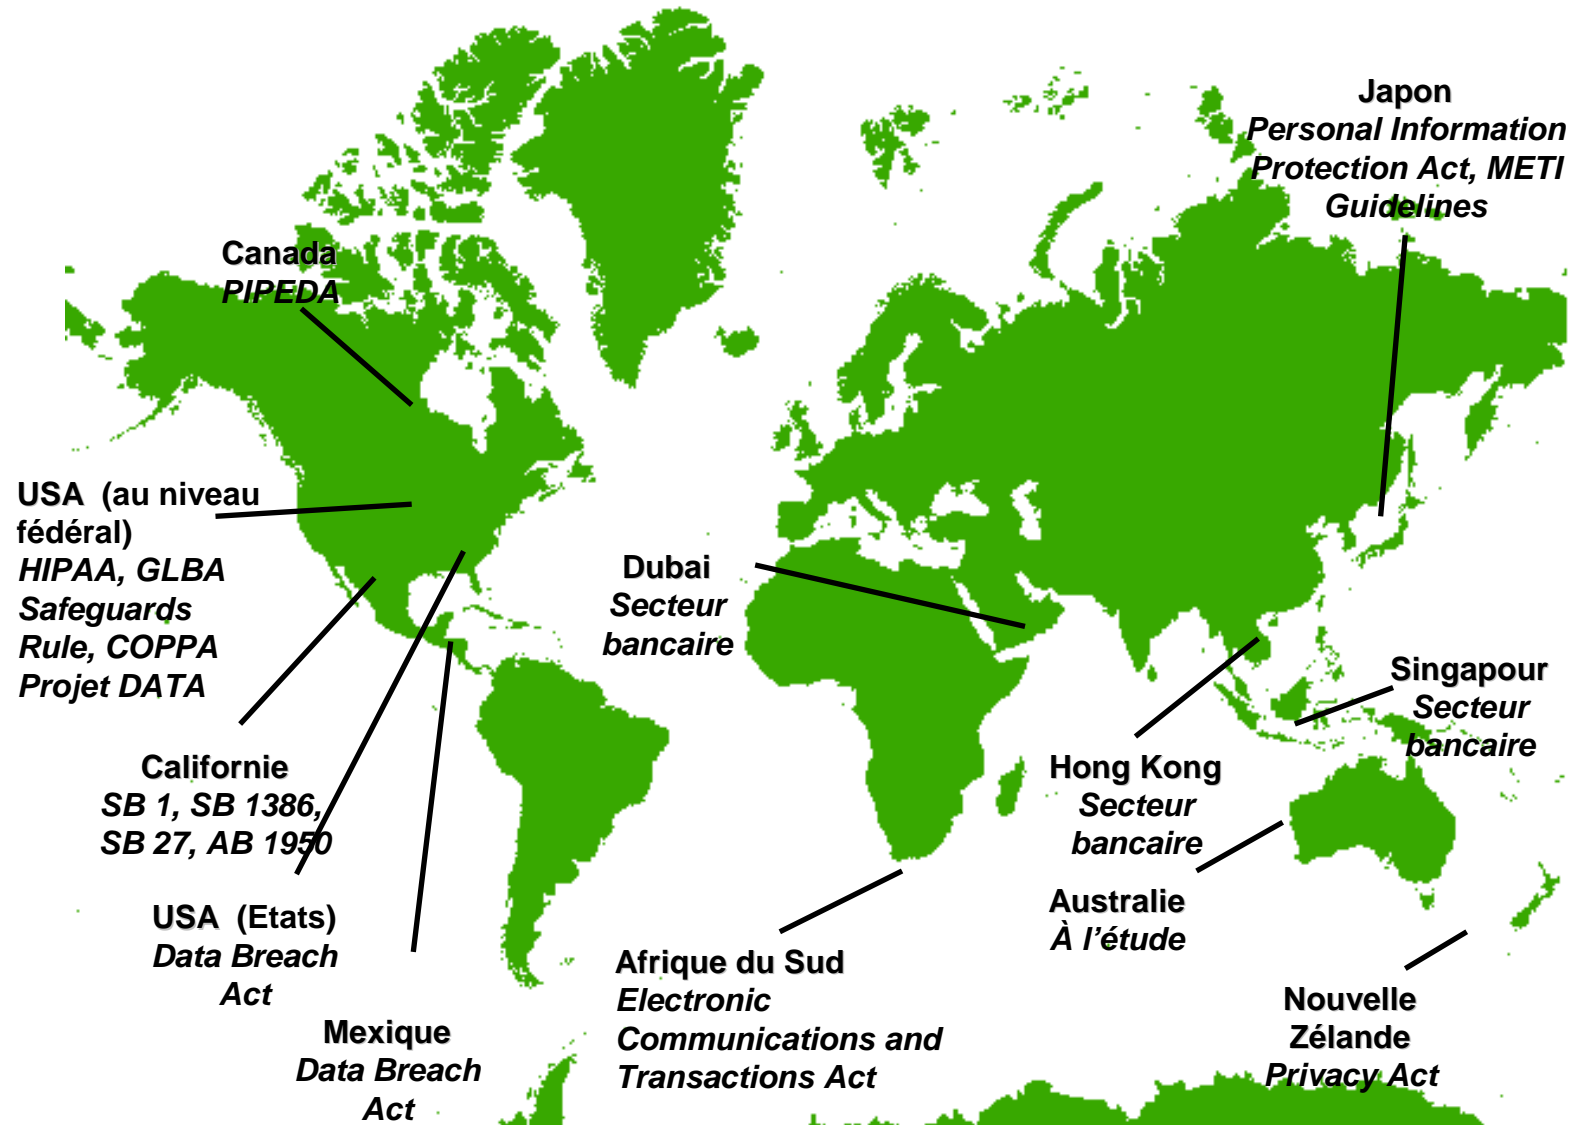 Japon
Personal Information
Protection Act, METI
Guidelines
Canada
PIPEDA
USA (au niveau
fédéral)
HIPAA, GLBA
Safeguards
Rule, COPPA
Projet DATA
Dubai
Secteur
bancaire
Singapour
Secteur
bancaire
Californie
SB 1, SB 1386,
SB 27, AB 1950
Hong Kong
Secteur
bancaire
USA (Etats)
Data Breach
Act
Australie
À l’étude
Afrique du Sud
Electronic
Communications and
Transactions Act
Nouvelle
Zélande
Privacy Act
Mexique
Data Breach
Act